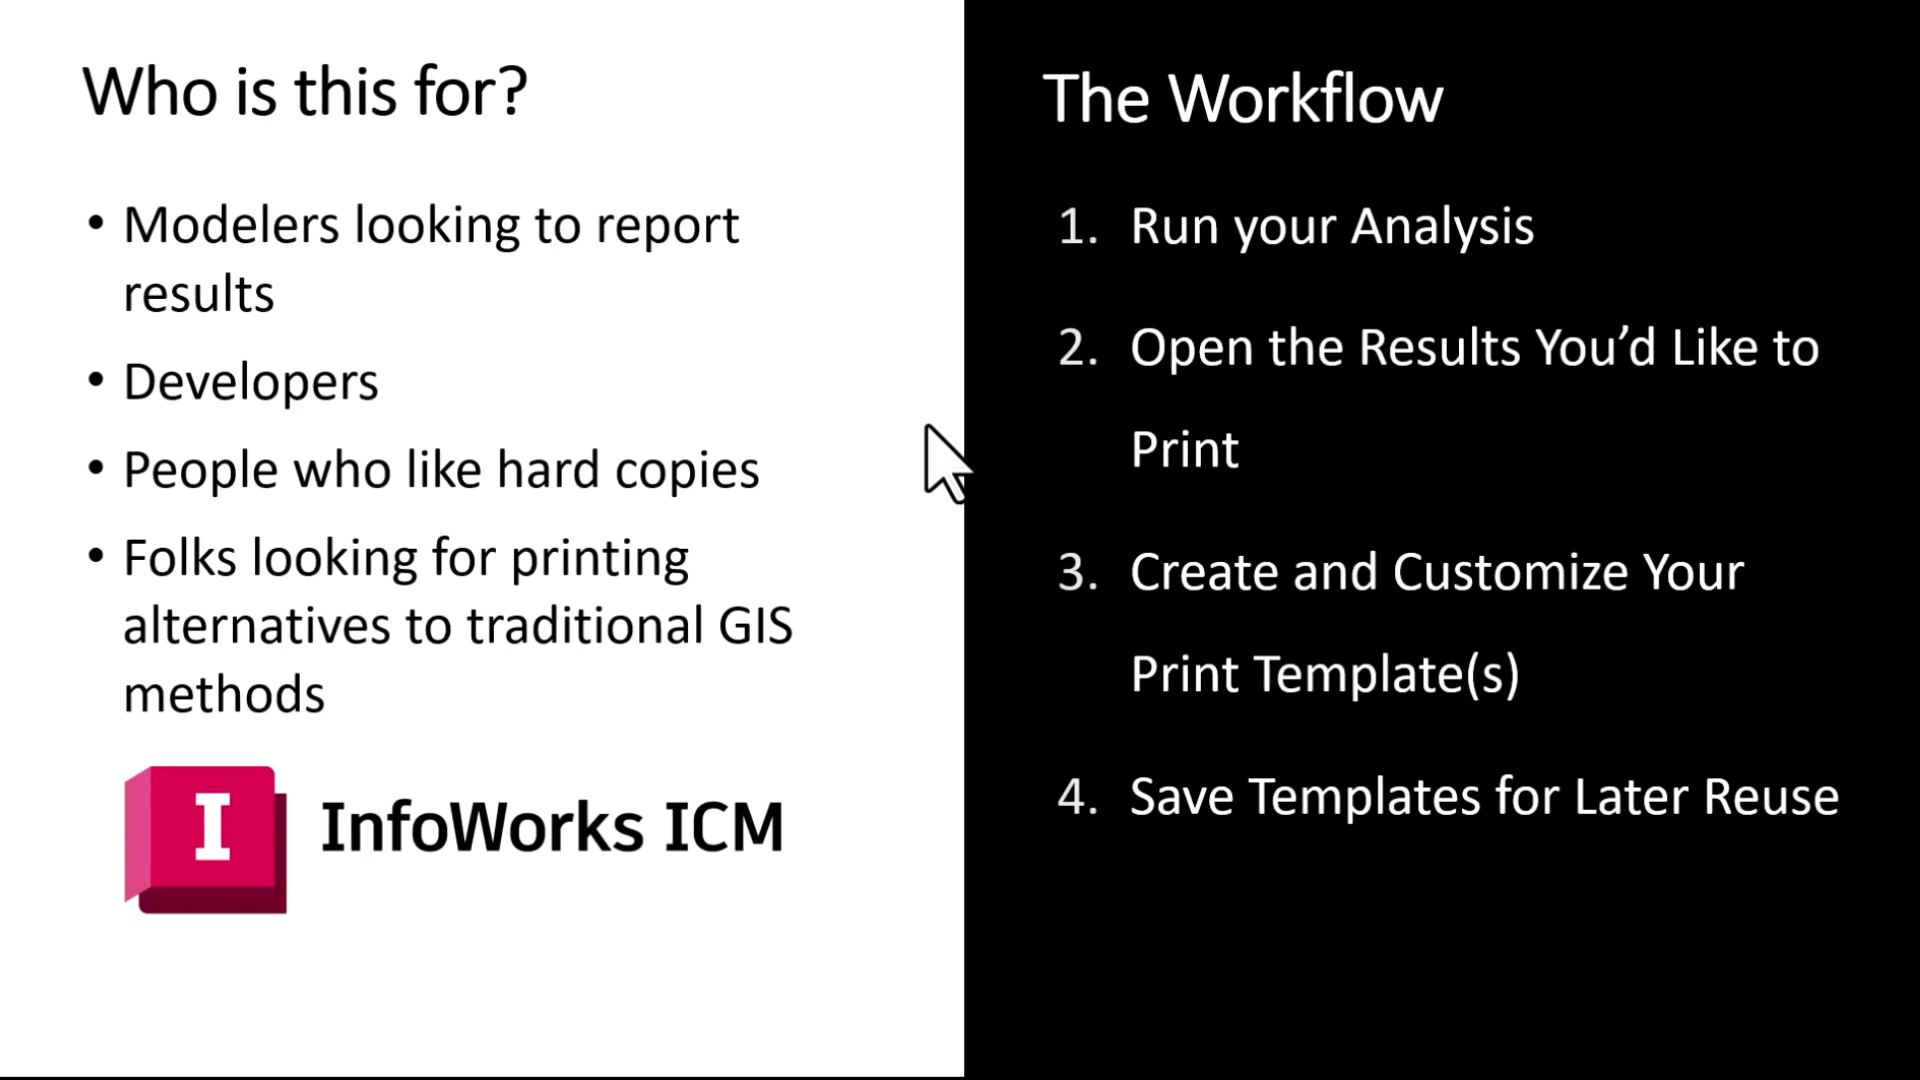 Who is this for?
• Modelers looking to report
results
• Developers
• People who like hard copies
• Folks looking for printing
alternatives to traditional GIS
methods
I
InfoWorks ICM
The Workflow
1. Run your Analysis
2. Open the Results You’d Like to
Print
3. Create and Customize Your
Print Template(s)
4. Save Templates for Later Reuse